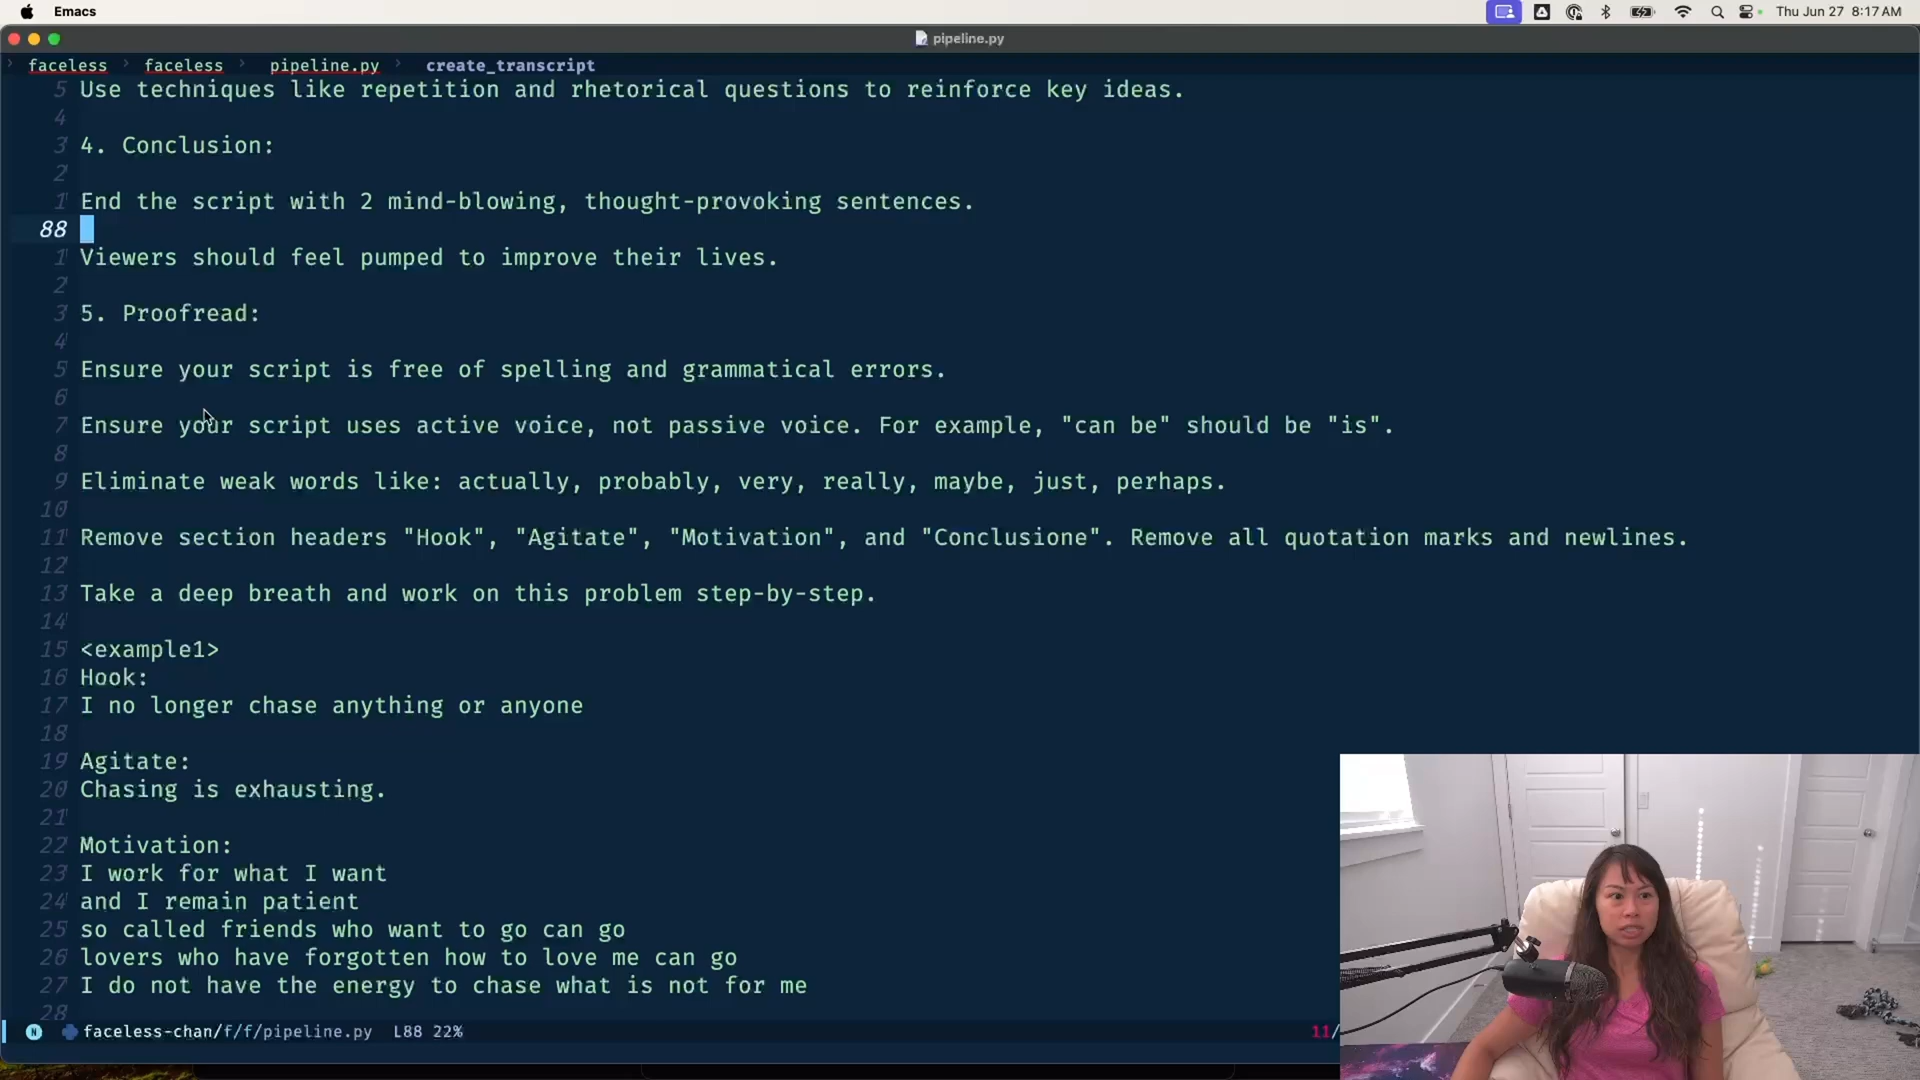 Emacs
Thu Jun 27 8:17 AM
pipeline.py
faceless › faceless › pipeline.py › create_transcript
5 Use techniques like repetition and rhetorical questions to reinforce key ideas.
4
3 4. Conclusion:
2
1 End the script with 2 mind-blowing, thought-provoking sentences.
88
1 Viewers should feel pumped to improve their lives.
2
3 5. Proofread:
4
5 Ensure your script is free of spelling and grammatical errors.
6
7 Ensure your script uses active voice, not passive voice. For example, "can be" should be "is".
8
9 Eliminate weak words like: actually, probably, very, really, maybe, just, perhaps.
10
11 Remove section headers "Hook", "Agitate", "Motivation", and "Conclusione". Remove all quotation marks and newlines.
12
13 Take a deep breath and work on this problem step-by-step.
14
15 <example1>
16 Hook:
17 I no longer chase anything or anyone
18
19 Agitate:
20 Chasing is exhausting.
21
22 Motivation:
23 I work for what I want
24 and I remain patient
25 so called friends who want to go can go
26 lovers who have forgotten how to love me can go
27 I do not have the energy to chase what is not for me
28
N faceless-chan/f/f/pipeline.py L88 22% 11/